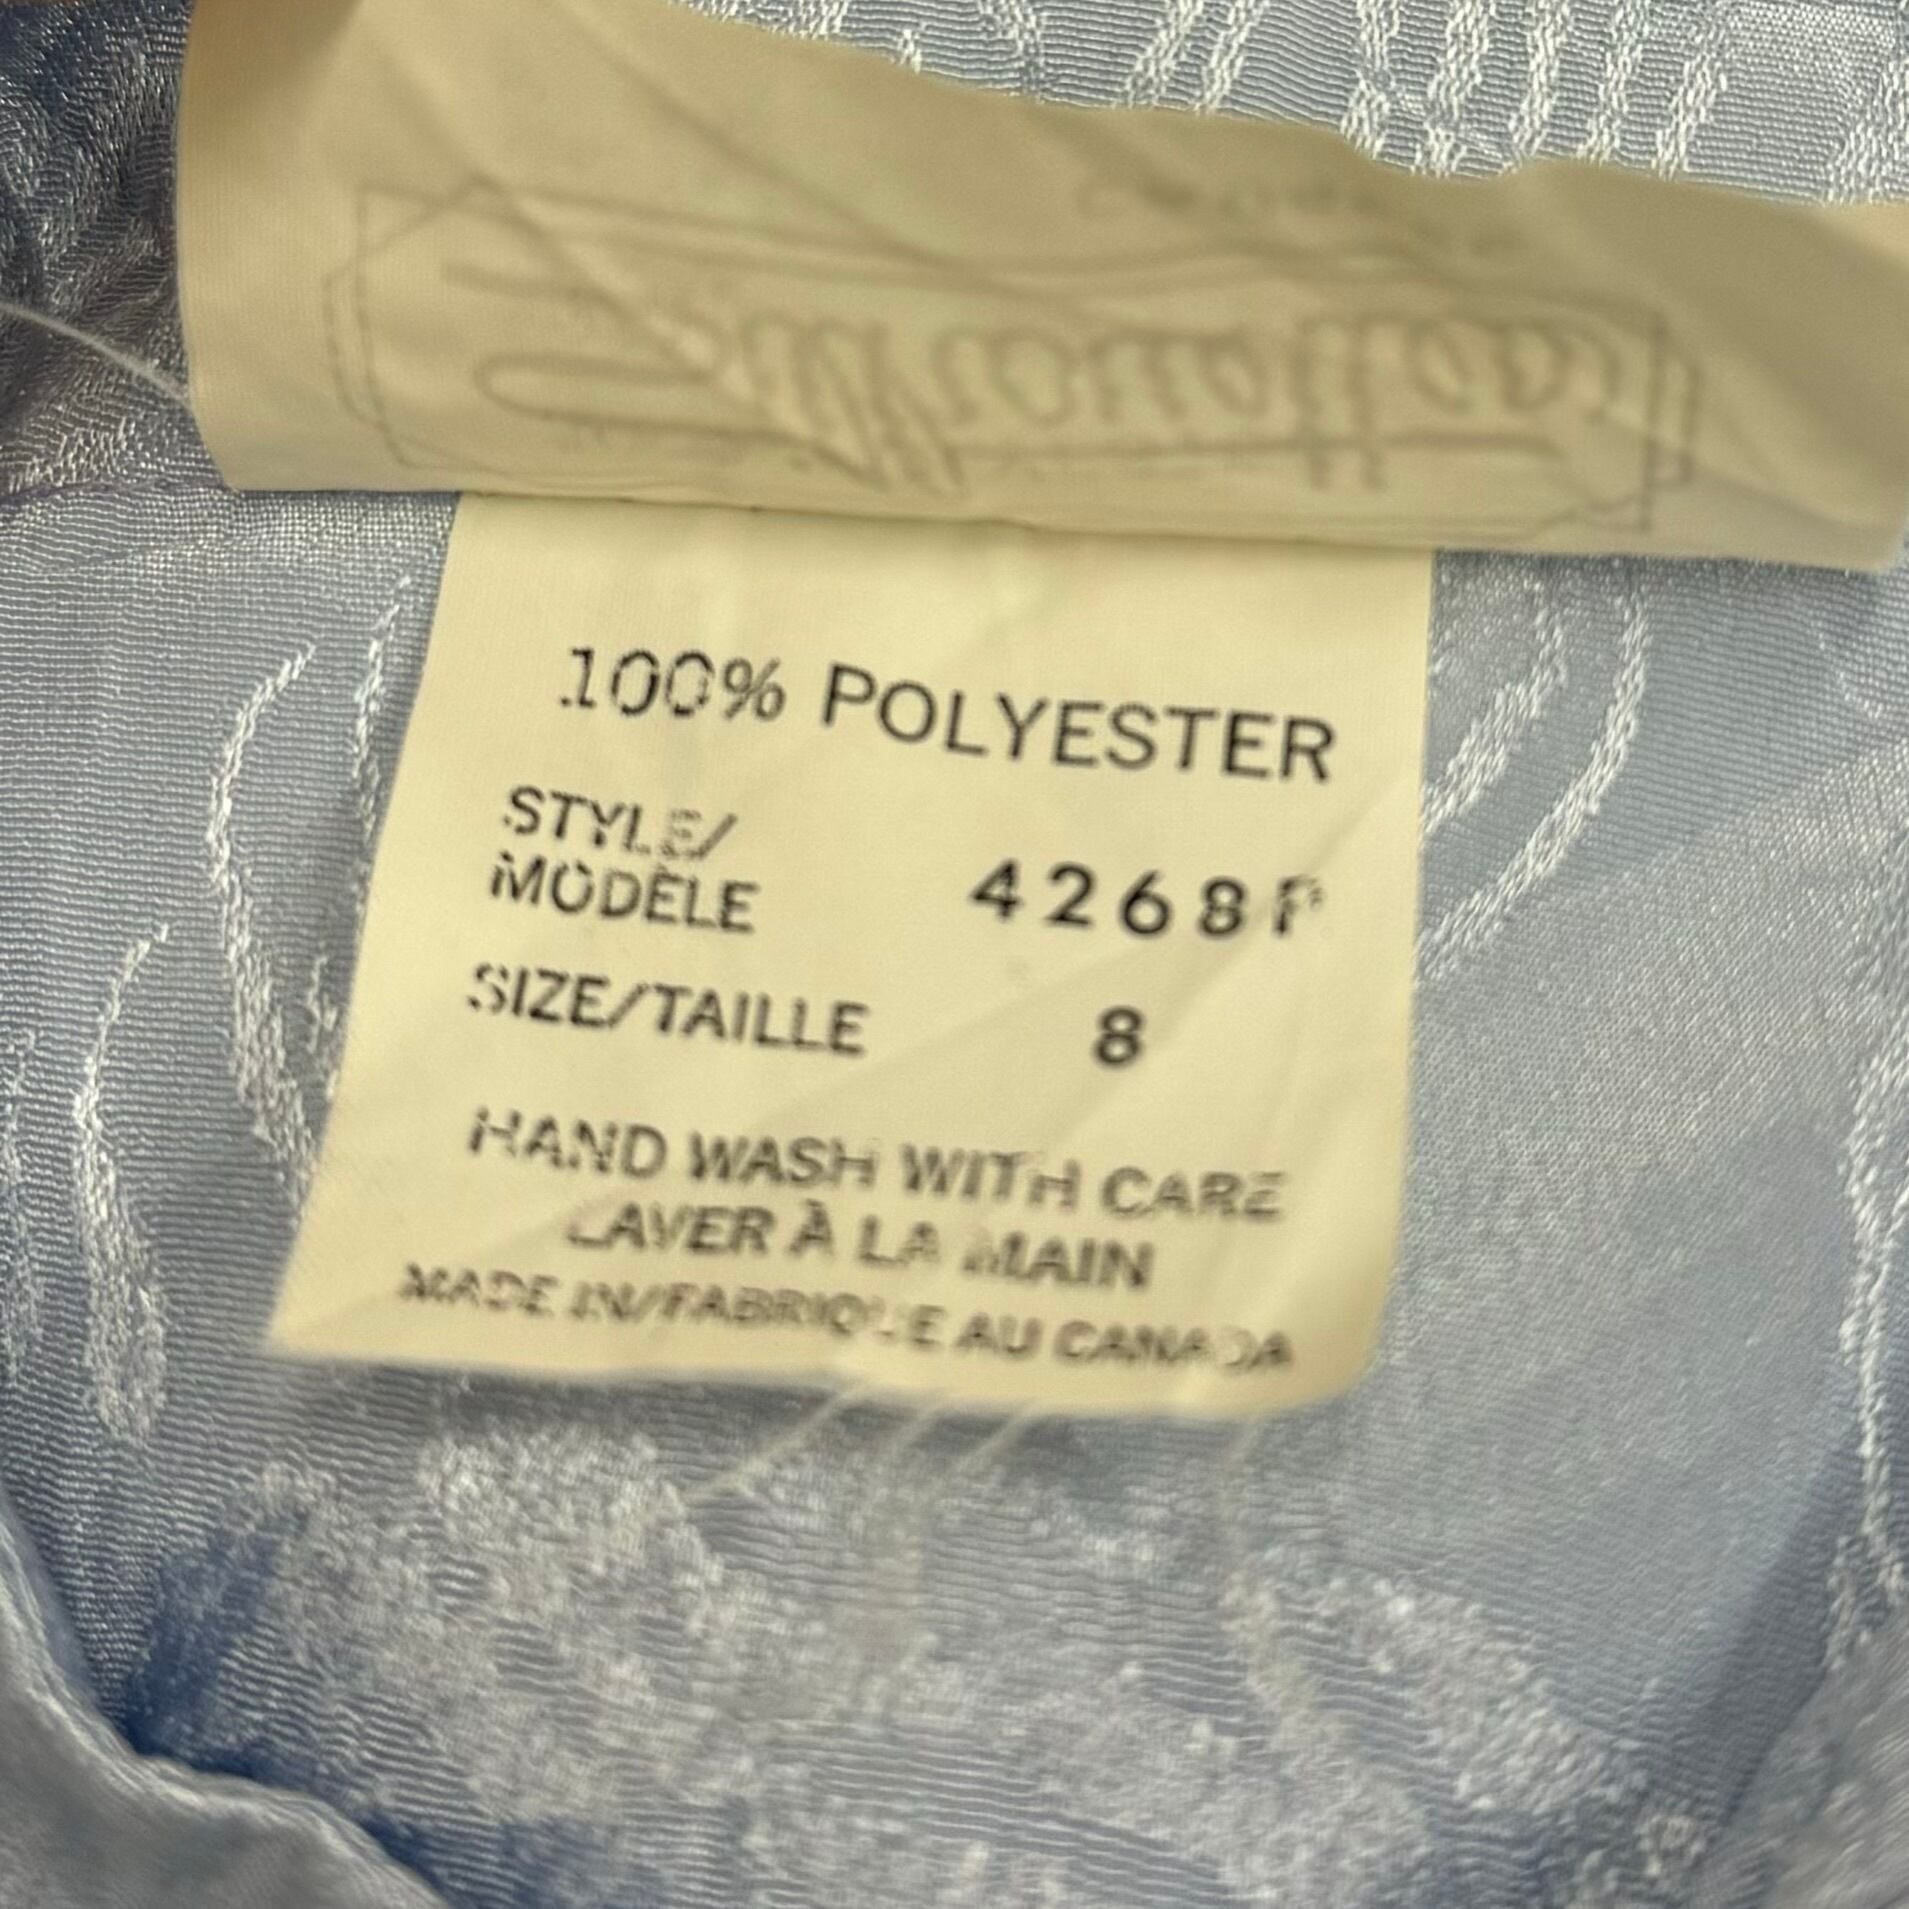 Silhouettes
100% POLYESTER
STYLE/
MODÈLE 4268P
SIZE/TAILLE 8
HAND WASH WITH CARE
LAVER À LA MAIN
MADE IN/FABRIQUE AU CANADA